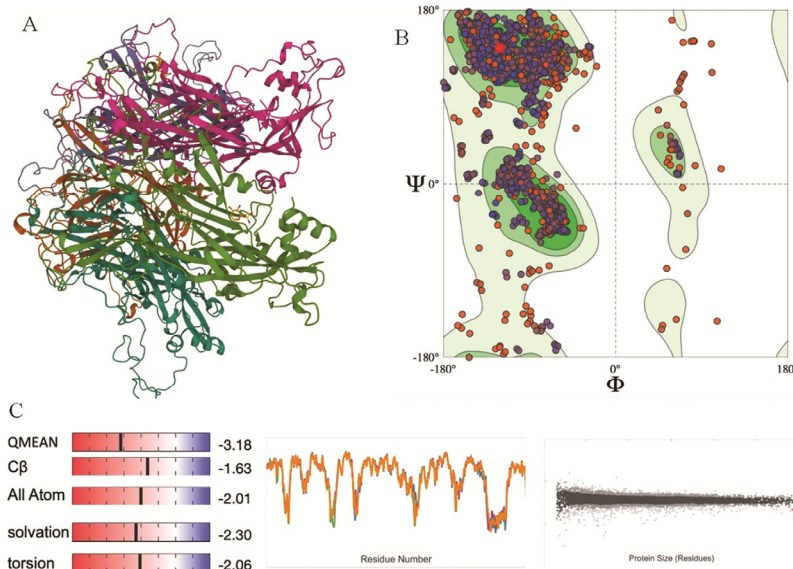 A
B
180°
Ψ
0°
-180°
-180°
0°
180°
Φ
C
QMEAN
-3.18
Cβ
-1.63
All Atom
-2.01
solvation
-2.30
torsion
-2.06
Residue Number
Protein Size (Residues)